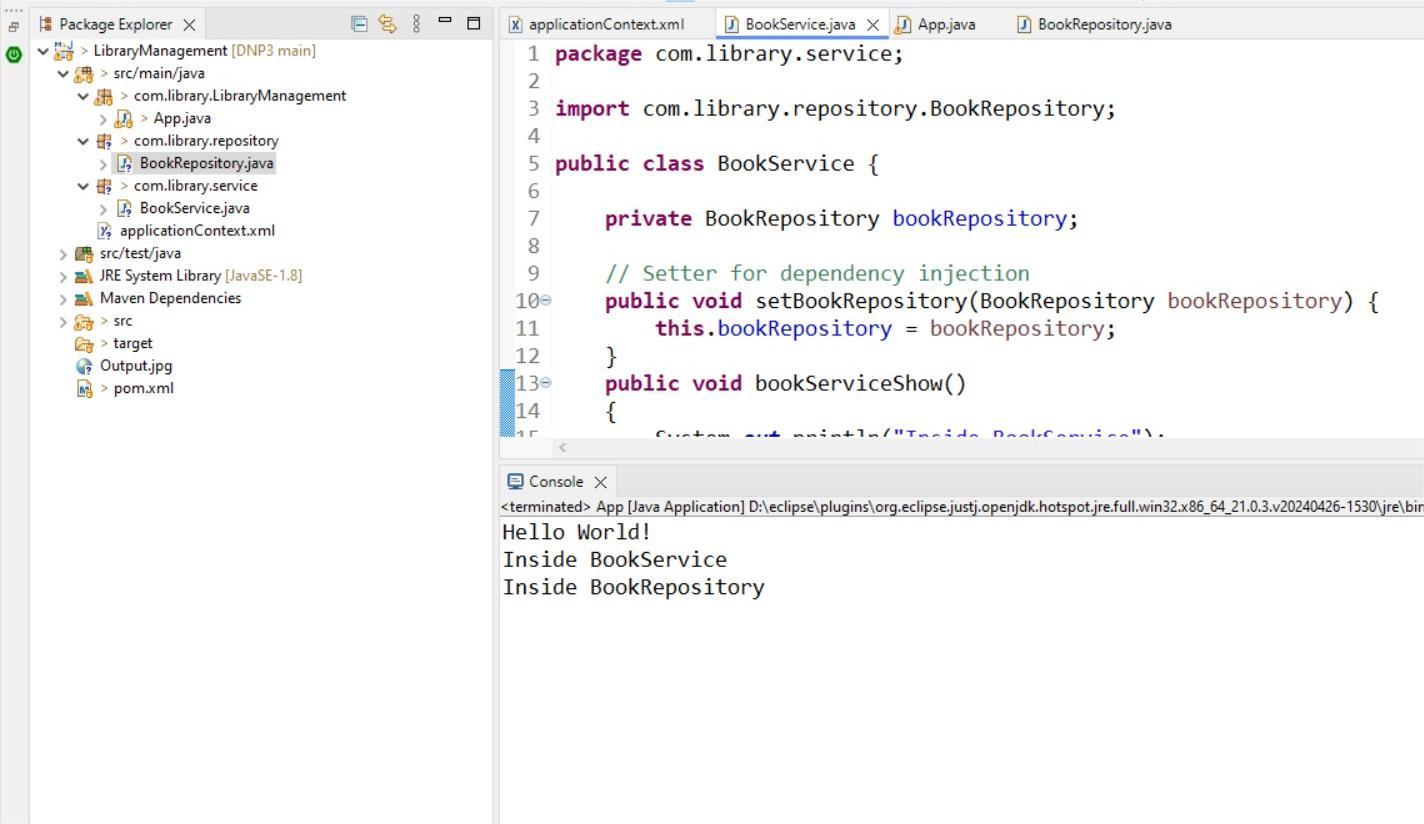 Package Explorer
LibraryManagement [DNP3 main]
src/main/java
com.library.LibraryManagement
App.java
com.library.repository
BookRepository.java
com.library.service
BookService.java
applicationContext.xml
src/test/java
JRE System Library [JavaSE-1.8]
Maven Dependencies
src
target
Output.jpg
pom.xml
applicationContext.xml BookService.java App.java BookRepository.java
1 package com.library.service;
2
3 import com.library.repository.BookRepository;
4
5 public class BookService {
6
7 private BookRepository bookRepository;
8
9 // Setter for dependency injection
10 public void setBookRepository(BookRepository bookRepository) {
11 this.bookRepository = bookRepository;
12 }
13 public void bookServiceShow()
14 {
15 System.out.println("Inside BookService");
Console
<terminated> App [Java Application] D:\eclipse\plugins\org.eclipse.justj.openjdk.hotspot.jre.full.win32.x86_64_21.0.3.v20240426-1530\jre\bin
Hello World!
Inside BookService
Inside BookRepository